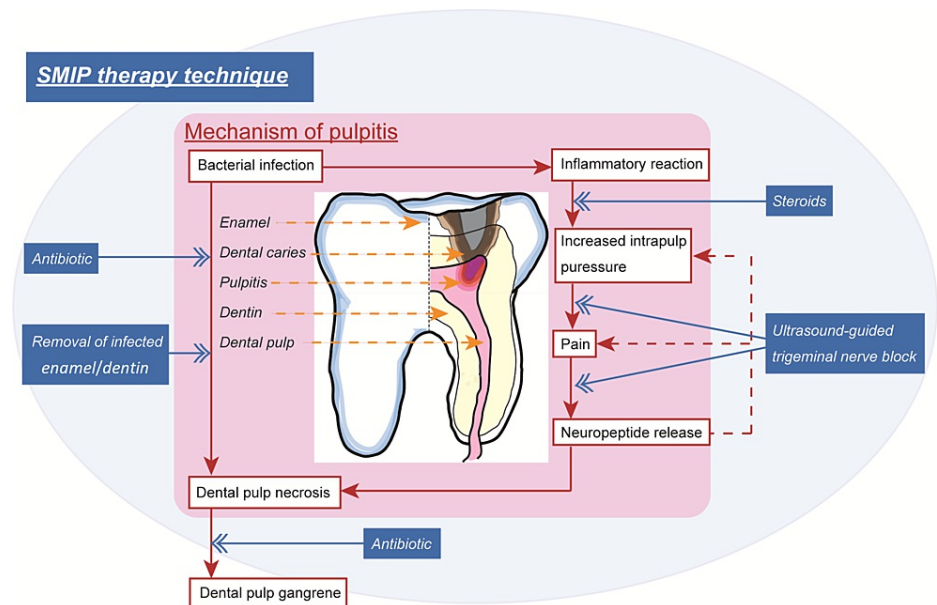 SMIP therapy technique
Mechanism of pulpitis
Bacterial infection
Inflammatory reaction
Steroids
Enamel
Dental caries
Pulpitis
Dentin
Dental pulp
Antibiotic
Removal of infected
enamel/dentin
Increased intrapulp
puressure
Pain
Ultrasound-guided
trigeminal nerve block
Neuropeptide release
Dental pulp necrosis
Antibiotic
Dental pulp gangrene